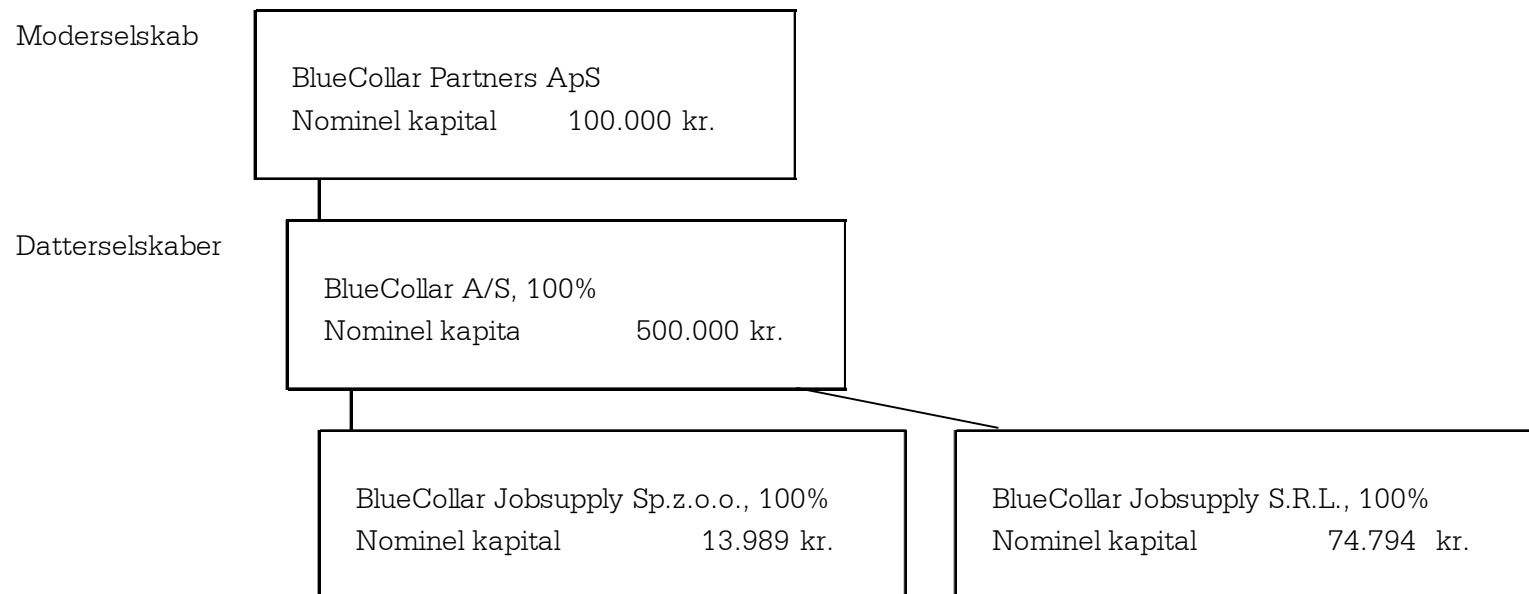 Moderselskab
BlueCollar Partners ApS
Nominel kapital 100.000 kr.
Datterselskaber
BlueCollar A/S, 100%
Nominel kapita 500.000 kr.
BlueCollar Jobsupply Sp.z.o.o., 100%
Nominel kapital 13.989 kr.
BlueCollar Jobsupply S.R.L., 100%
Nominel kapital 74.794 kr.